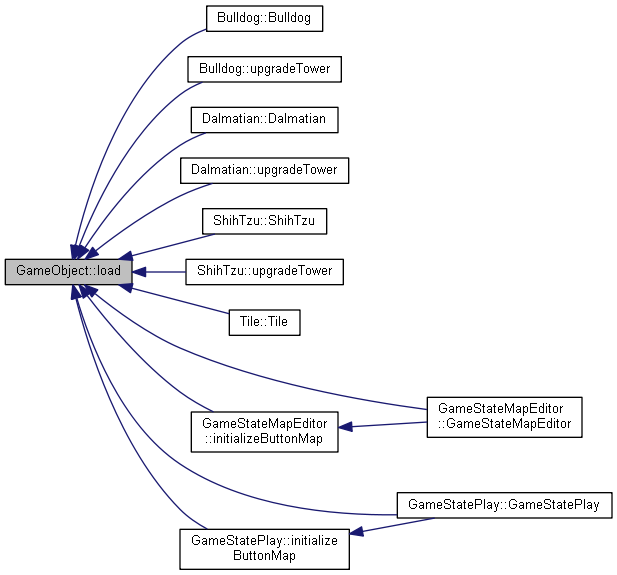 Bulldog::Bulldog
Bulldog::upgradeTower
Dalmatian::Dalmatian
Dalmatian::upgradeTower
ShihTzu::ShihTzu
GameObject::load
ShihTzu::upgradeTower
Tile::Tile
GameStateMapEditor
::initializeButtonMap
GameStateMapEditor
::GameStateMapEditor
GameStatePlay::GameStatePlay
GameStatePlay::initialize
ButtonMap